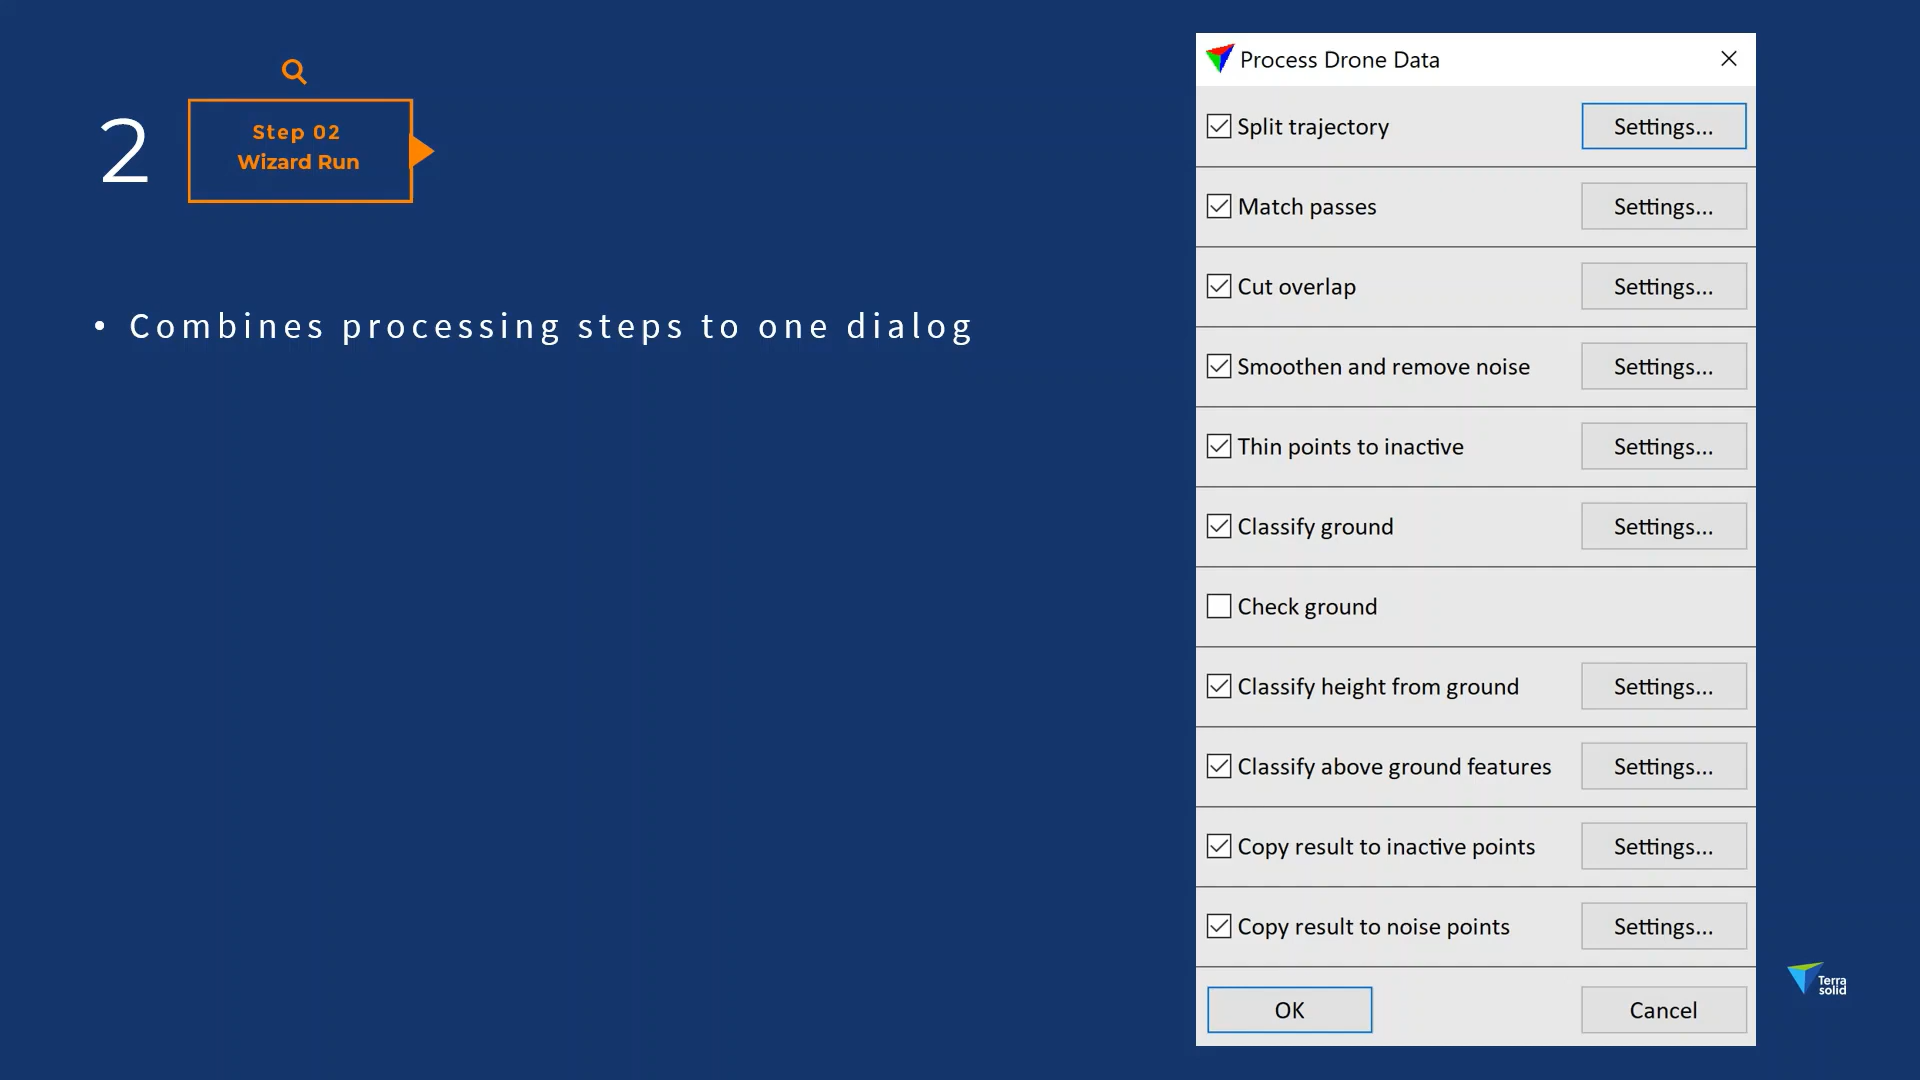 2
Step 02
Wizard Run
• Combines processing steps to one dialog
Process Drone Data
Split trajectory Settings...
Match passes Settings...
Cut overlap Settings...
Smoothen and remove noise Settings...
Thin points to inactive Settings...
Classify ground Settings...
Check ground
Classify height from ground Settings...
Classify above ground features Settings...
Copy result to inactive points Settings...
Copy result to noise points Settings...
OK Cancel
Terra
solid